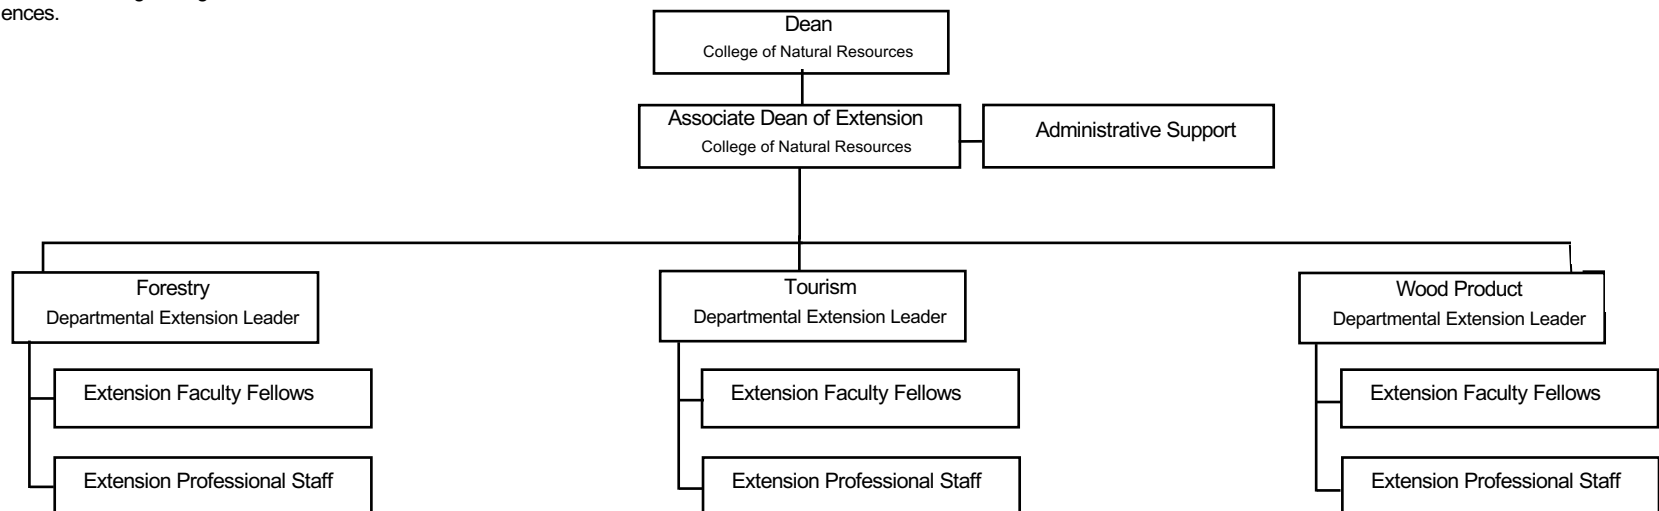 ences.
Dean
College of Natural Resources
Associate Dean of Extension
College of Natural Resources
Administrative Support
Forestry
Departmental Extension Leader
Extension Faculty Fellows
Extension Professional Staff
Tourism
Departmental Extension Leader
Extension Faculty Fellows
Extension Professional Staff
Wood Product
Departmental Extension Leader
Extension Faculty Fellows
Extension Professional Staff